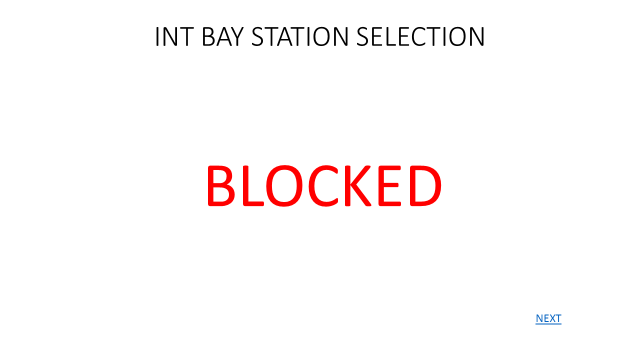 INT BAY STATION SELECTION
BLOCKED
NEXT